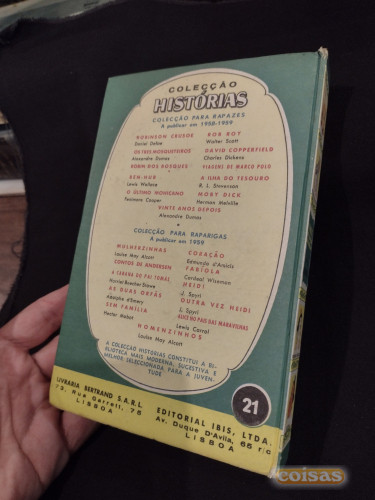 COLECÇÃO
HISTÓRIAS
COLECÇÃO PARA RAPAZES
A publicar em 1958-1959
ROBINSON CRUSOE
Daniel Defoe
OS TRÊS MOSQUETEIROS
Alexandre Dumas
ROBIN DOS BOSQUES
BEN-HUR
Lewis Wallace
O ÚLTIMO MOHICANO
Fenimore Cooper
ROB ROY
Walter Scott
DAVID COPPERFIELD
Charles Dickens
VIAGENS DE MARCO POLO
A ILHA DO TESOURO
R. L. Stevenson
MOBY DICK
Herman Melville
VINTE ANOS DEPOIS
Alexandre Dumas
COLECÇÃO PARA RAPARIGAS
A publicar em 1959
MULHERZINHAS
Louisa May Alcott
CONTOS DE ANDERSEN
A CABANA DO PAI TOMÁS
Harriet Beecher Stowe
AS DUAS ORFÃS
Adolphe d'Ennery
SEM FAMÍLIA
Hector Malot
CORAÇÃO
Edmundo d'Amicis
FABÍOLA
Cardeal Wiseman
HEIDI
J. Spyri
OUTRA VEZ HEIDI
J. Spyri
ALICE NO PAÍS DAS MARAVILHAS
Lewis Carrol
HOMENZINHOS
Louisa May Alcott
A COLECÇÃO HISTÓRIAS CONSTITUI A BI-
BLIOTECA MAIS MODERNA, SUGESTIVA E
MELHOR SELECCIONADA PARA A JUVEN-
TUDE
21
LIVRARIA BERTRAND S.A.R.L.
73, Rua Garrett, 75
LISBOA
EDITORIAL IBIS, LTDA.
Av. Duque D'Avila, 65 r/c
LISBOA
coisas